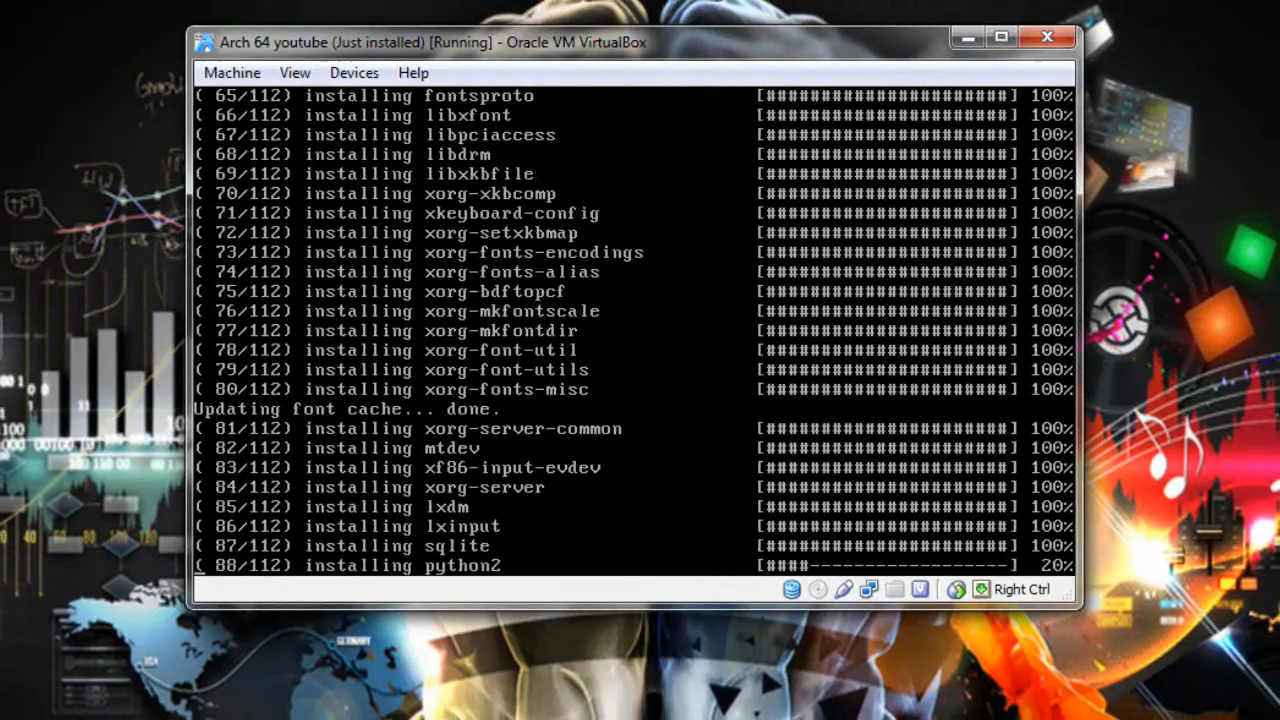 Arch 64 youtube (Just installed) [Running] - Oracle VM VirtualBox
Machine View Devices Help
( 65/112) installing fontsproto [######################] 100%
( 66/112) installing libxfont [######################] 100%
( 67/112) installing libpciaccess [######################] 100%
( 68/112) installing libdrm [######################] 100%
( 69/112) installing libxkbfile [######################] 100%
( 70/112) installing xorg-xkbcomp [######################] 100%
( 71/112) installing xkeyboard-config [######################] 100%
( 72/112) installing xorg-setxkbmap [######################] 100%
( 73/112) installing xorg-fonts-encodings [######################] 100%
( 74/112) installing xorg-fonts-alias [######################] 100%
( 75/112) installing xorg-bdftopcf [######################] 100%
( 76/112) installing xorg-mkfontscale [######################] 100%
( 77/112) installing xorg-mkfontdir [######################] 100%
( 78/112) installing xorg-font-util [######################] 100%
( 79/112) installing xorg-font-utils [######################] 100%
( 80/112) installing xorg-fonts-misc [######################] 100%
Updating font cache... done.
( 81/112) installing xorg-server-common [######################] 100%
( 82/112) installing mtdev [######################] 100%
( 83/112) installing xf86-input-evdev [######################] 100%
( 84/112) installing xorg-server [######################] 100%
( 85/112) installing lxdm [######################] 100%
( 86/112) installing lxinput [######################] 100%
( 87/112) installing sqlite [######################] 100%
( 88/112) installing python2 [####------------------] 20%
Right Ctrl
GERMANY
USA